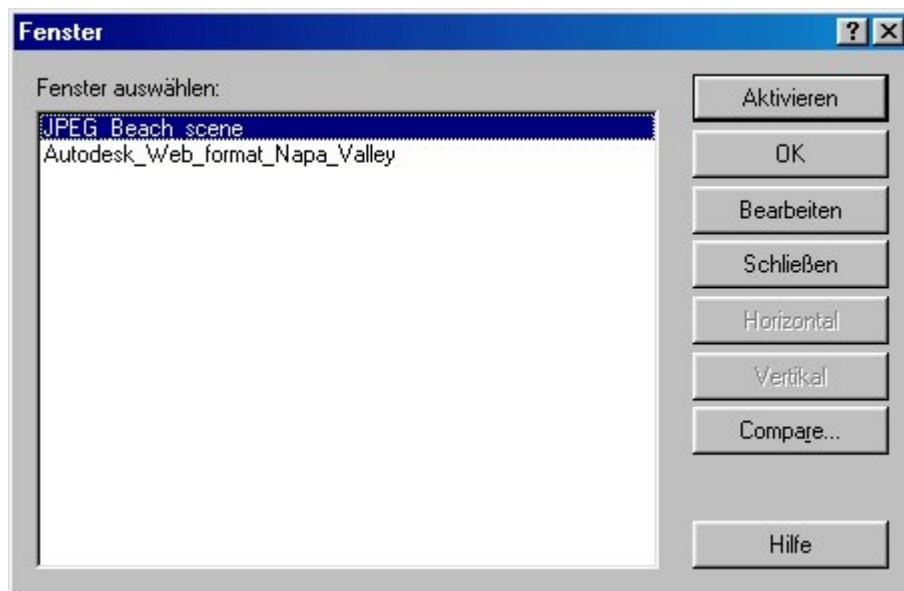 Fenster
Fenster auswählen:
JPEG_Beach_scene
Autodesk_Web_format_Napa_Valley
Aktivieren
OK
Bearbeiten
Schließen
Horizontal
Vertikal
Compare...
Hilfe